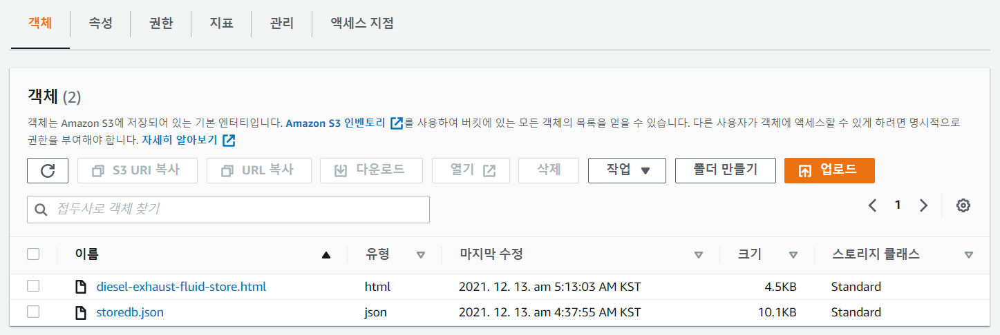 객체 속성 권한 지표 관리 액세스 지점
객체 (2)
객체는 Amazon S3에 저장되어 있는 기본 엔터티입니다. Amazon S3 인벤토리 를 사용하여 버킷에 있는 모든 객체의 목록을 얻을 수 있습니다. 다른 사용자가 객체에 액세스할 수 있게 하려면 명시적으로
권한을 부여해야 합니다. 자세히 알아보기
S3 URI 복사 URL 복사 다운로드 열기 삭제 작업 폴더 만들기 업로드
접두사로 객체 찾기 1
이름 유형 마지막 수정 크기 스토리지 클래스
diesel-exhaust-fluid-store.html html 2021. 12. 13. am 5:13:03 AM KST 4.5KB Standard
storedb.json json 2021. 12. 13. am 4:37:55 AM KST 10.1KB Standard